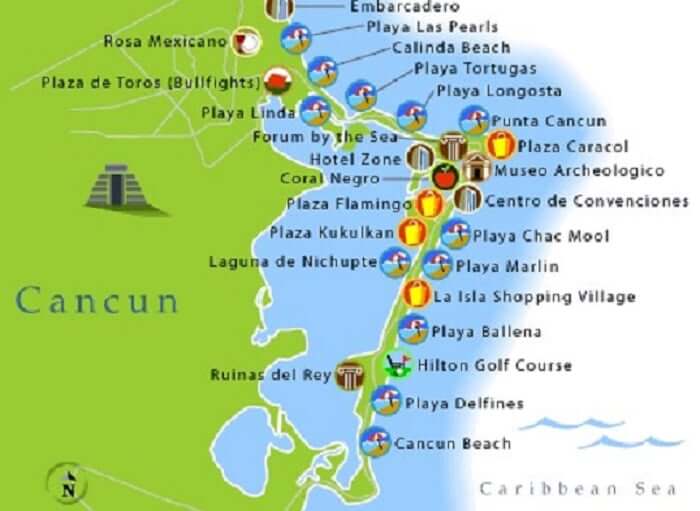 Embarcadero
Playa Las Pearls
Rosa Mexicano
Calinda Beach
Playa Tortugas
Plaza de Toros (Bullfights)
Playa Longosta
Playa Linda
Punta Cancun
Forum by the Sea
Plaza Caracol
Hotel Zone
Museo Archeologico
Coral Negro
Plaza Flamingo
Centro de Convenciones
Plaza Kukulkan
Playa Chac Mool
Laguna de Nichupte
Playa Marlin
Cancun
La Isla Shopping Village
Playa Ballena
Hilton Golf Course
Ruinas del Rey
Playa Delfines
Cancun Beach
N
Caribbean Sea